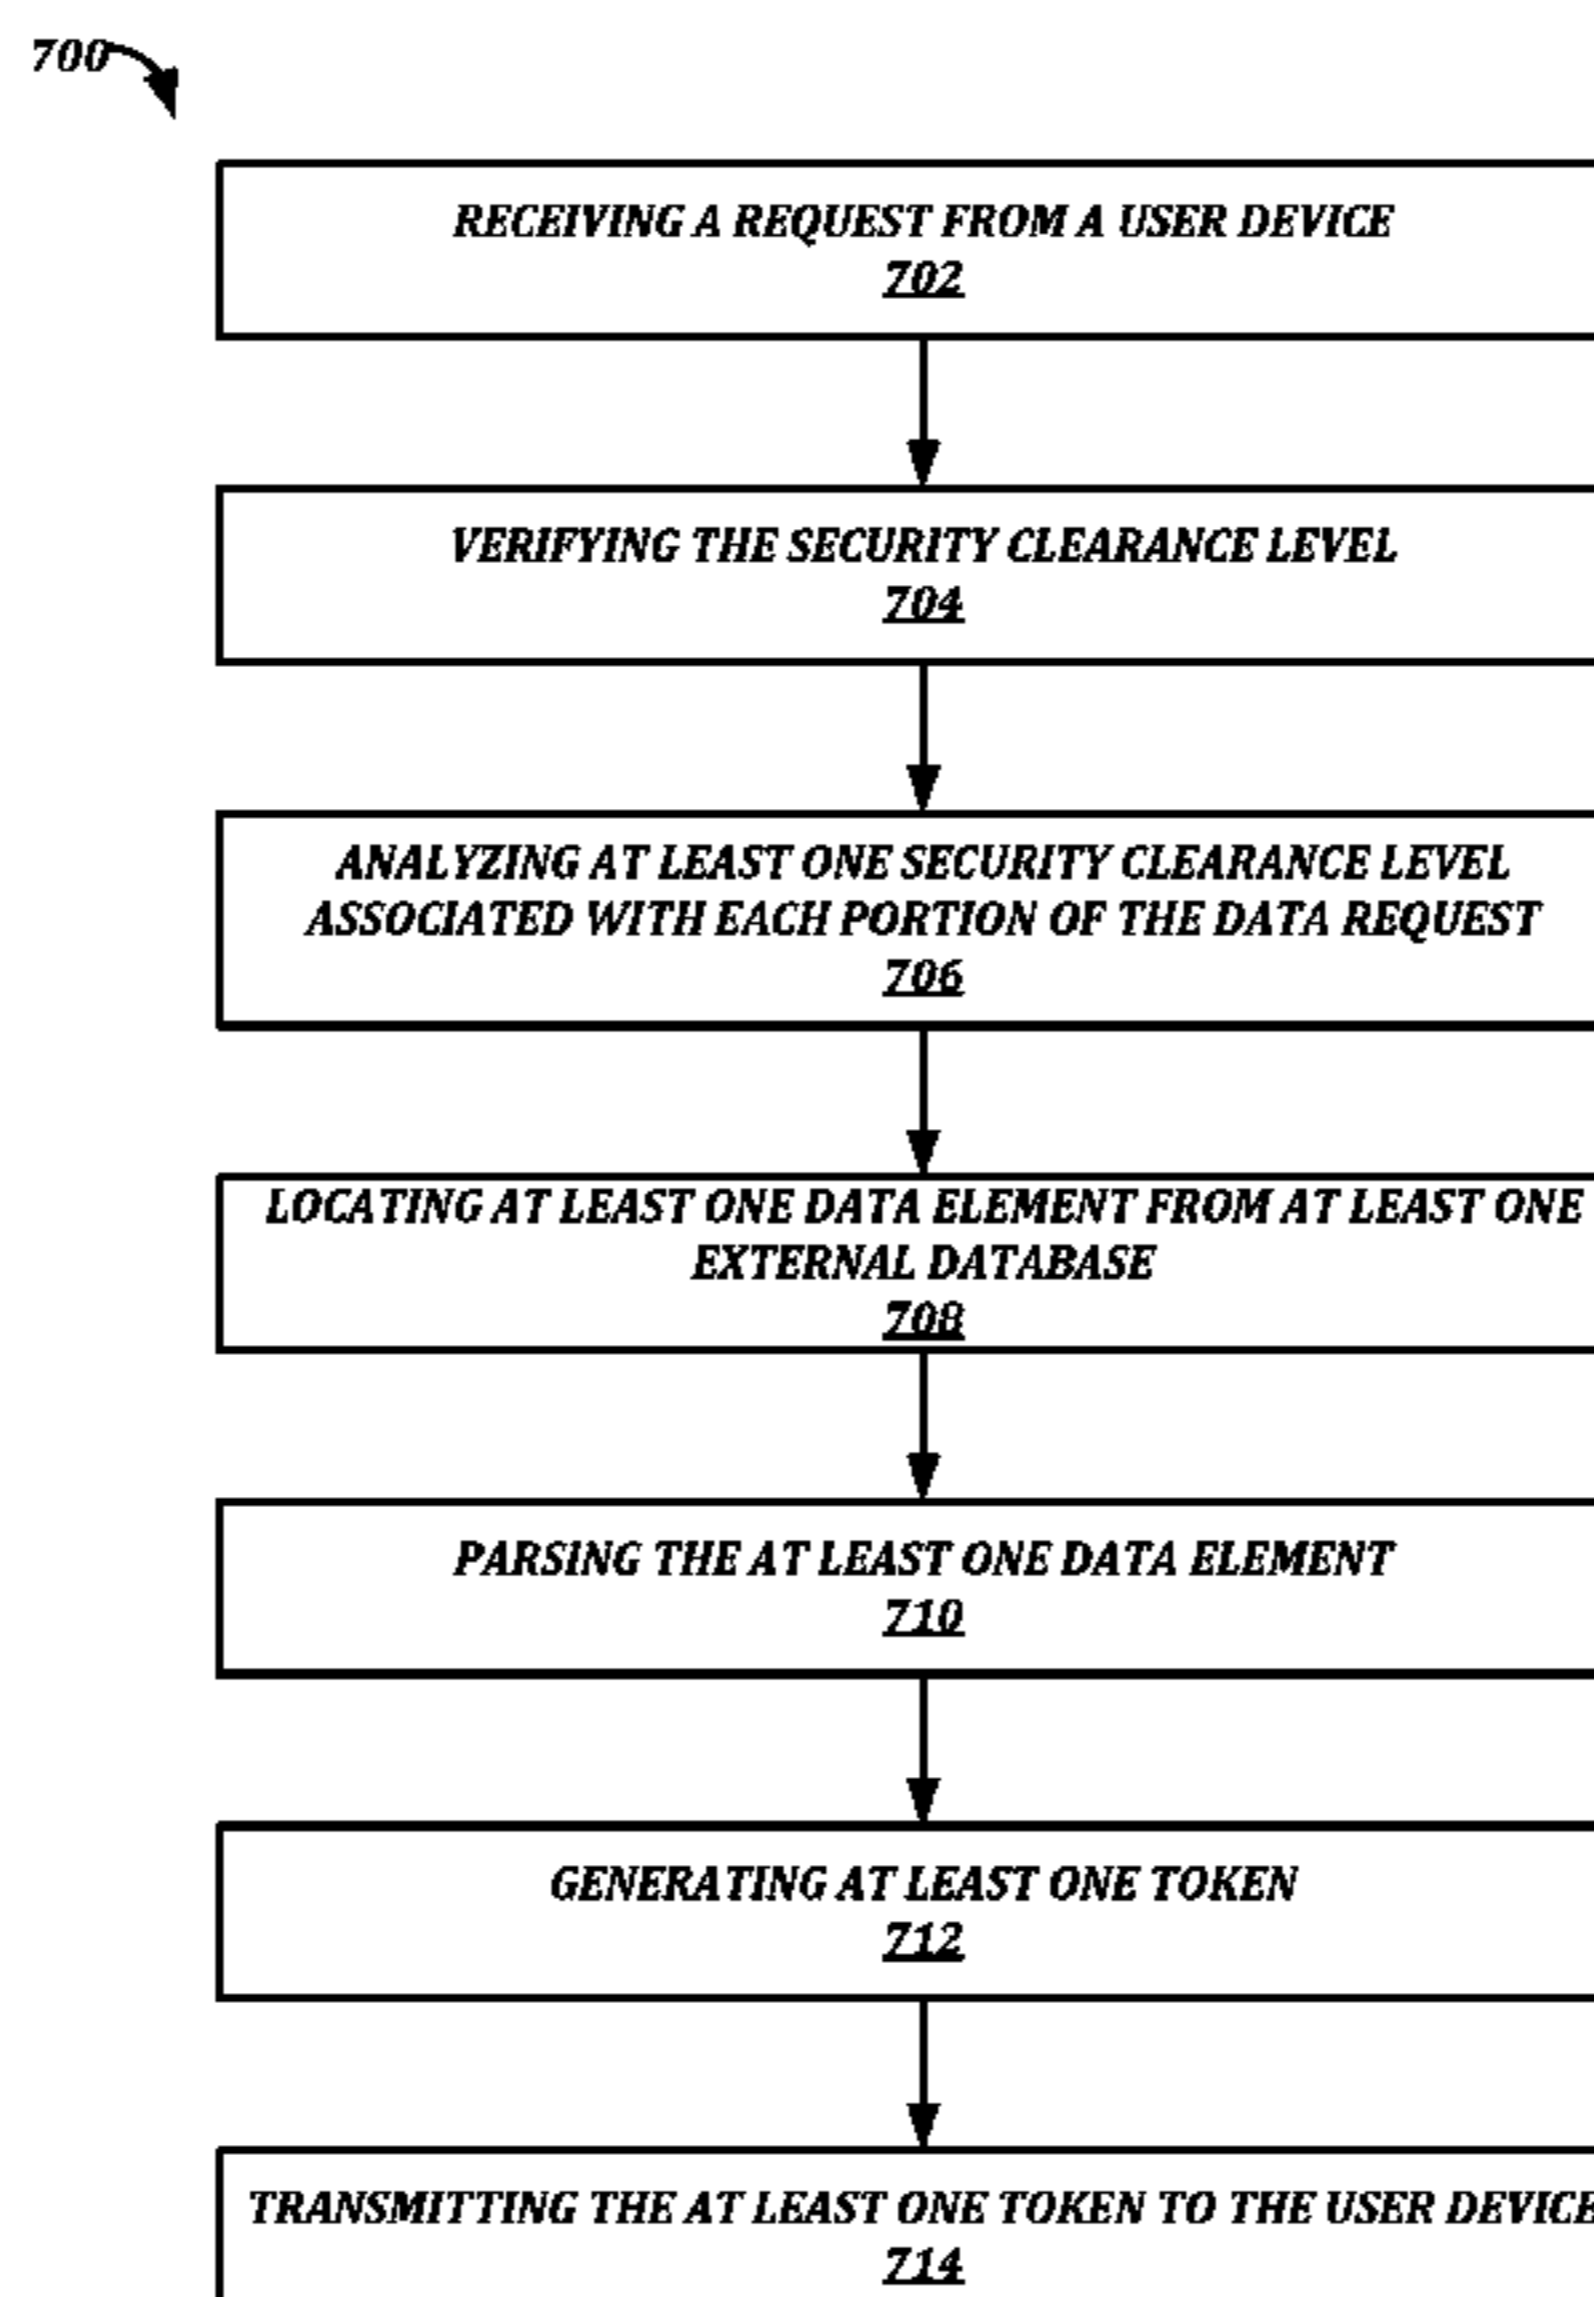 700
RECEIVING A REQUEST FROM A USER DEVICE
702
VERIFYING THE SECURITY CLEARANCE LEVEL
704
ANALYZING AT LEAST ONE SECURITY CLEARANCE LEVEL
ASSOCIATED WITH EACH PORTION OF THE DATA REQUEST
706
LOCATING AT LEAST ONE DATA ELEMENT FROM AT LEAST ONE
EXTERNAL DATABASE
708
PARSING THE AT LEAST ONE DATA ELEMENT
710
GENERATING AT LEAST ONE TOKEN
712
TRANSMITTING THE AT LEAST ONE TOKEN TO THE USER DEVICE
714